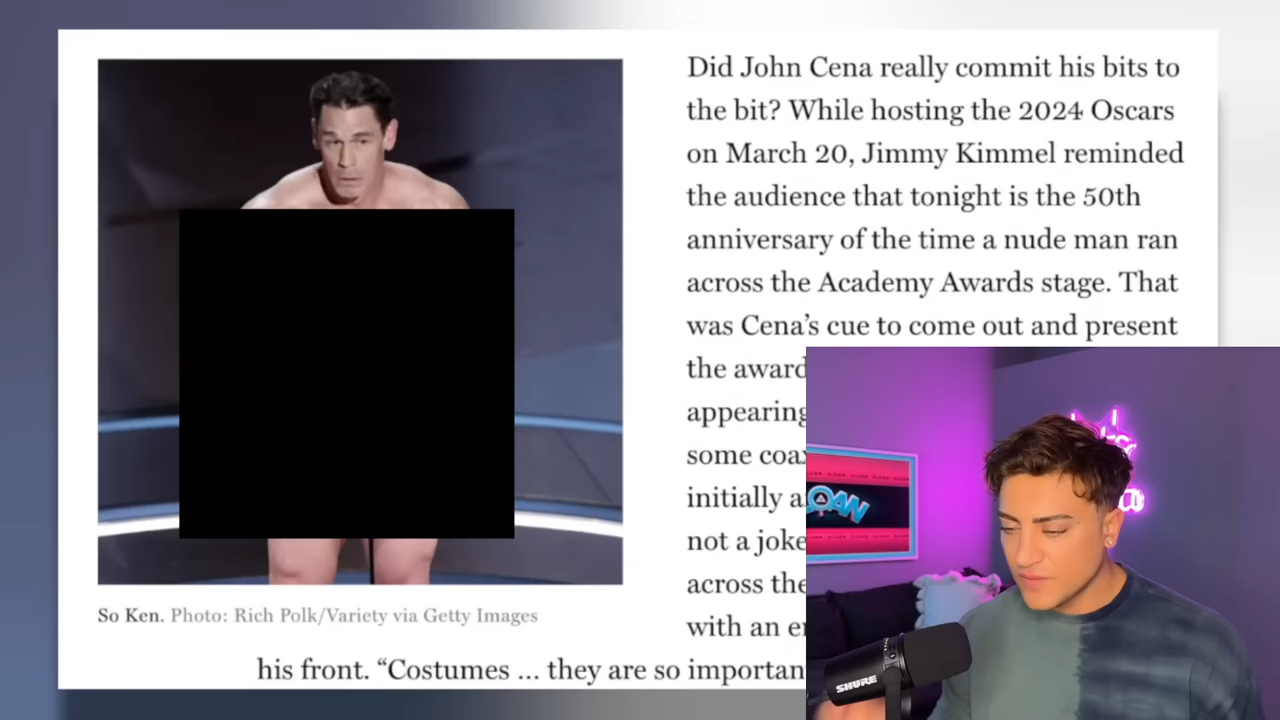 Did John Cena really commit his bits to
the bit? While hosting the 2024 Oscars
on March 20, Jimmy Kimmel reminded
the audience that tonight is the 50th
anniversary of the time a nude man ran
across the Academy Awards stage. That
was Cena’s cue to come out and present
the award
appearing
some coa
initially a
not a joke
across the
with an e
his front. “Costumes … they are so importan
So Ken. Photo: Rich Polk/Variety via Getty Images
SHURE